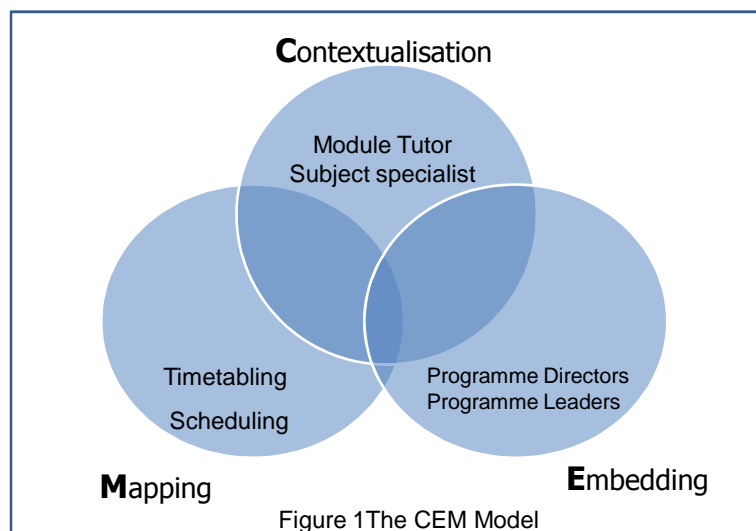 Contextualisation
Module Tutor
Subject specialist
Timetabling
Scheduling
Programme Directors
Programme Leaders
Mapping
Embedding
Figure 1The CEM Model